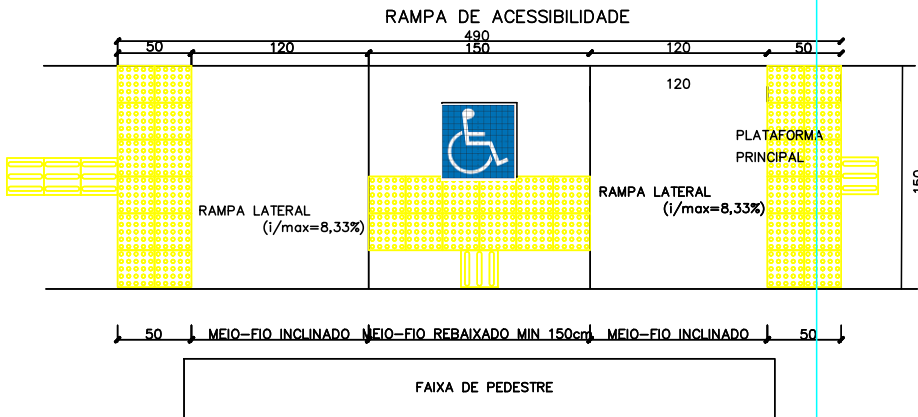 RAMPA DE ACESSIBILIDADE
490
50 120 150 120 50
120
PLATAFORMA
PRINCIPAL
150
RAMPA LATERAL
(i/max=8,33%)
RAMPA LATERAL
(i/max=8,33%)
50 MEIO-FIO INCLINADO MEIO-FIO REBAIXADO MIN 150cm MEIO-FIO INCLINADO 50
FAIXA DE PEDESTRE